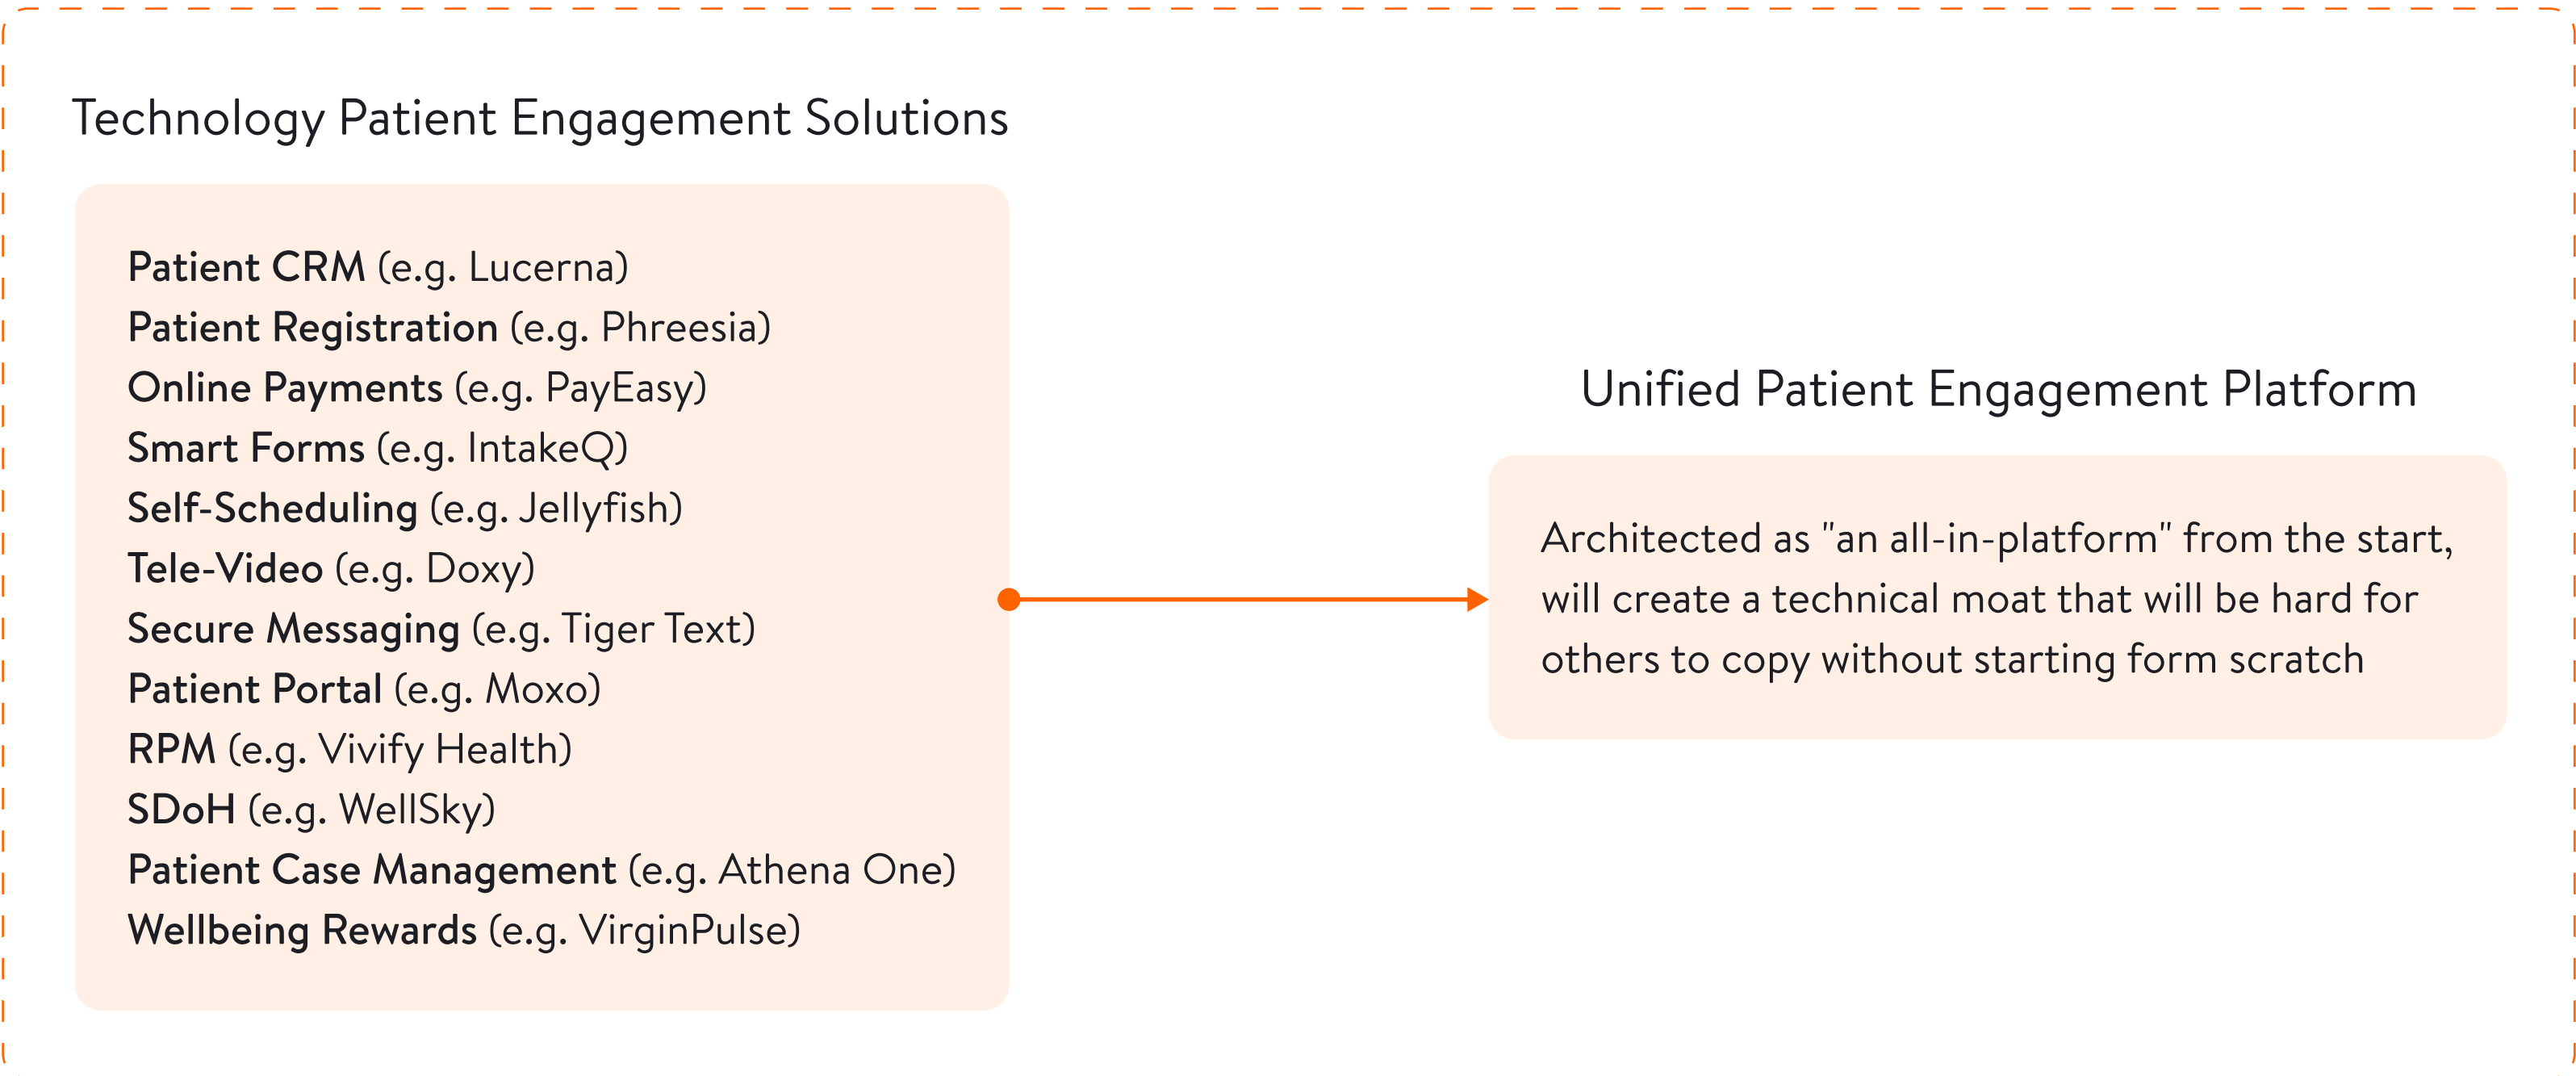 Technology Patient Engagement Solutions
Patient CRM (e.g. Lucerna)
Patient Registration (e.g. Phreesia)
Online Payments (e.g. PayEasy)
Smart Forms (e.g. IntakeQ)
Self-Scheduling (e.g. Jellyfish)
Tele-Video (e.g. Doxy)
Secure Messaging (e.g. Tiger Text)
Patient Portal (e.g. Moxo)
RPM (e.g. Vivify Health)
SDoH (e.g. WellSky)
Patient Case Management (e.g. Athena One)
Wellbeing Rewards (e.g. VirginPulse)
Unified Patient Engagement Platform
Architected as "an all-in-platform" from the start,
will create a technical moat that will be hard for
others to copy without starting form scratch